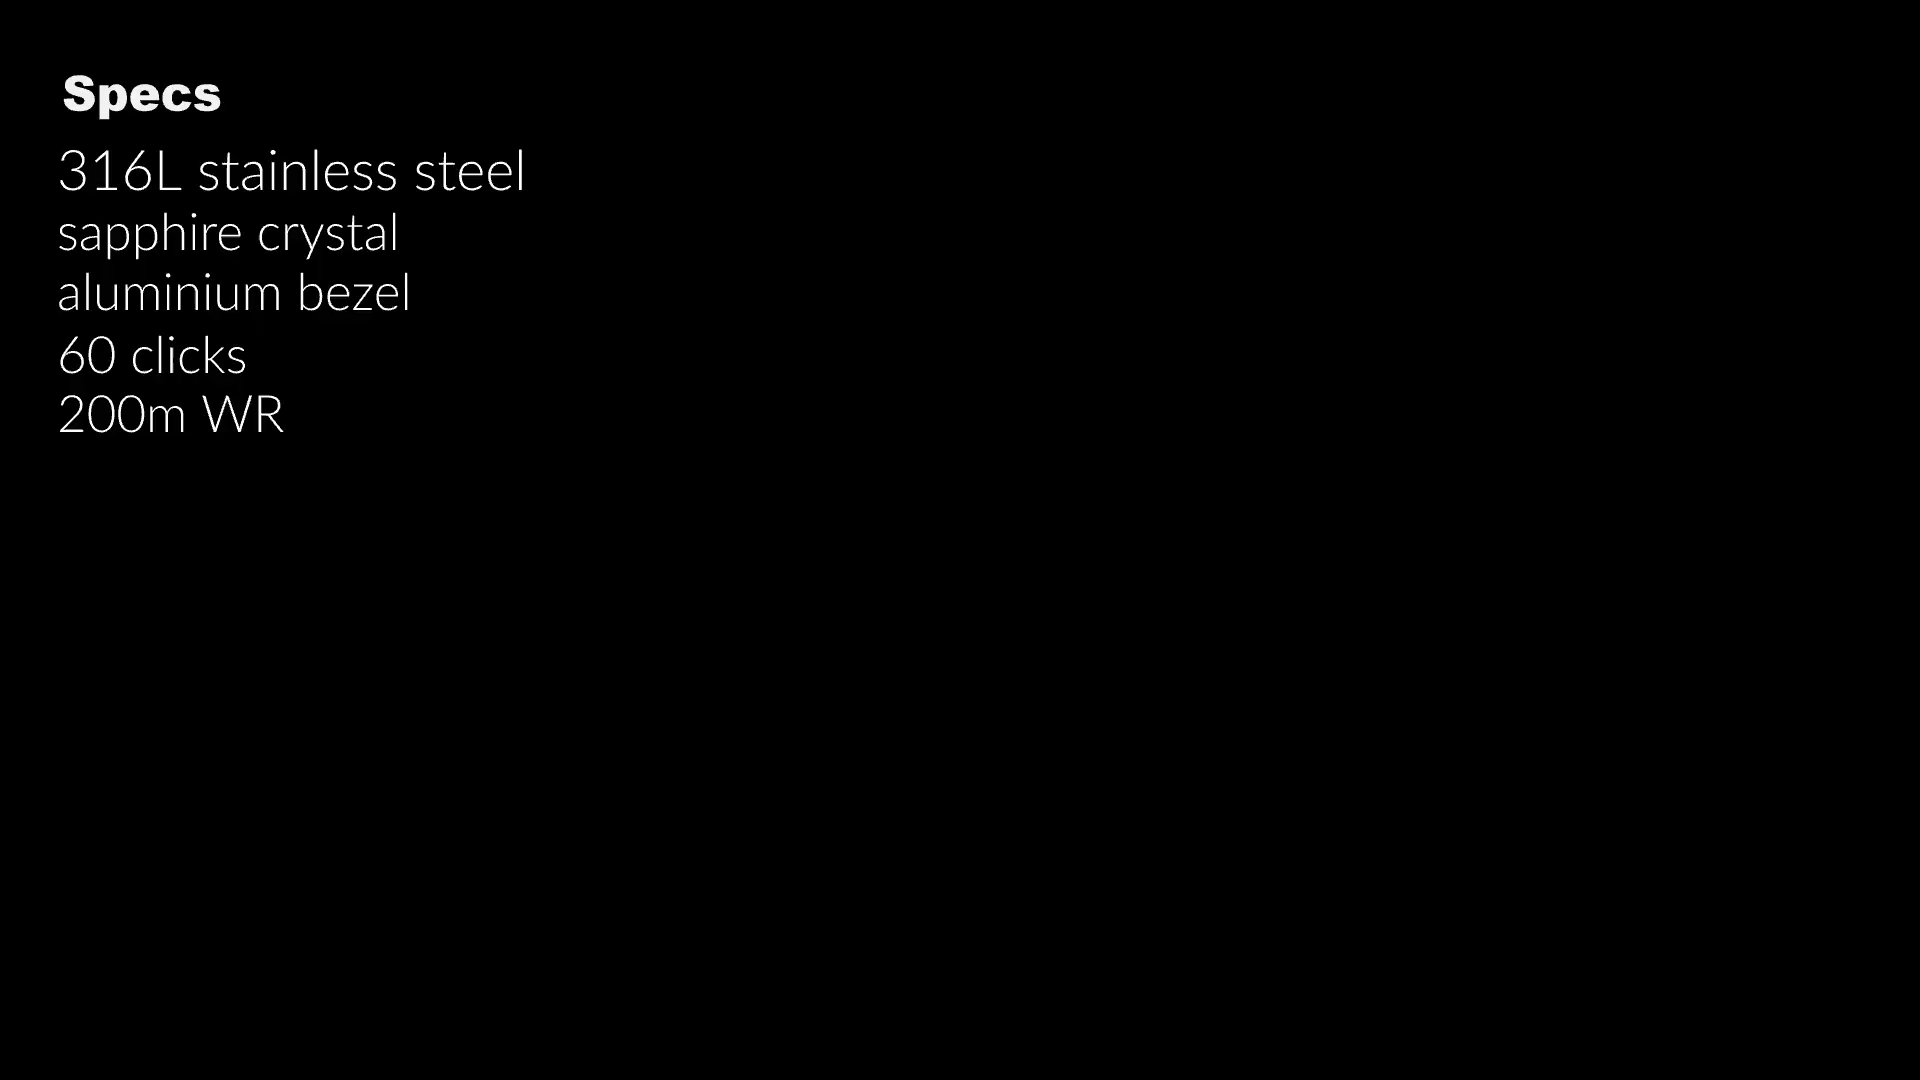 Specs
316L stainless steel
sapphire crystal
aluminium bezel
60 clicks
200m WR